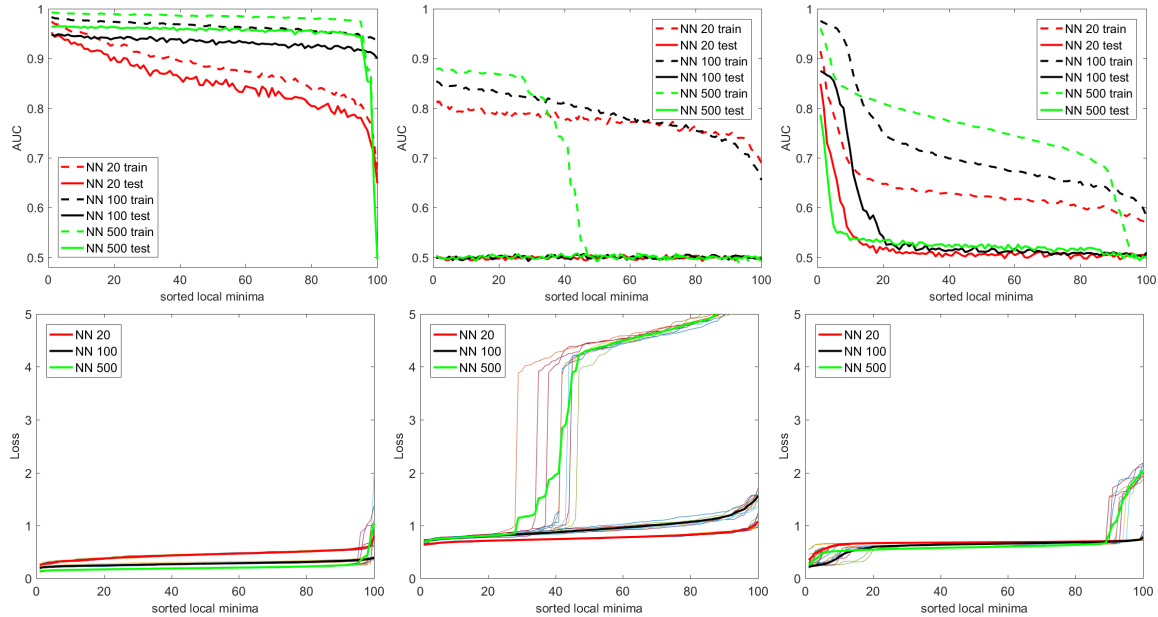 1
0.9
0.8
0.7
0.6
0.5
AUC
NN 20 train
NN 20 test
NN 100 train
NN 100 test
NN 500 train
NN 500 test
0 20 40 60 80 100
sorted local minima
1
0.9
0.8
0.7
0.6
0.5
AUC
NN 20 train
NN 20 test
NN 100 train
NN 100 test
NN 500 train
NN 500 test
0 20 40 60 80 100
sorted local minima
1
0.9
0.8
0.7
0.6
0.5
AUC
NN 20 train
NN 20 test
NN 100 train
NN 100 test
NN 500 train
NN 500 test
0 20 40 60 80 100
sorted local minima
5
4
3
2
1
0
Loss
NN 20
NN 100
NN 500
0 20 40 60 80 100
sorted local minima
5
4
3
2
1
0
Loss
NN 20
NN 100
NN 500
0 20 40 60 80 100
sorted local minima
5
4
3
2
1
0
Loss
NN 20
NN 100
NN 500
0 20 40 60 80 100
sorted local minima